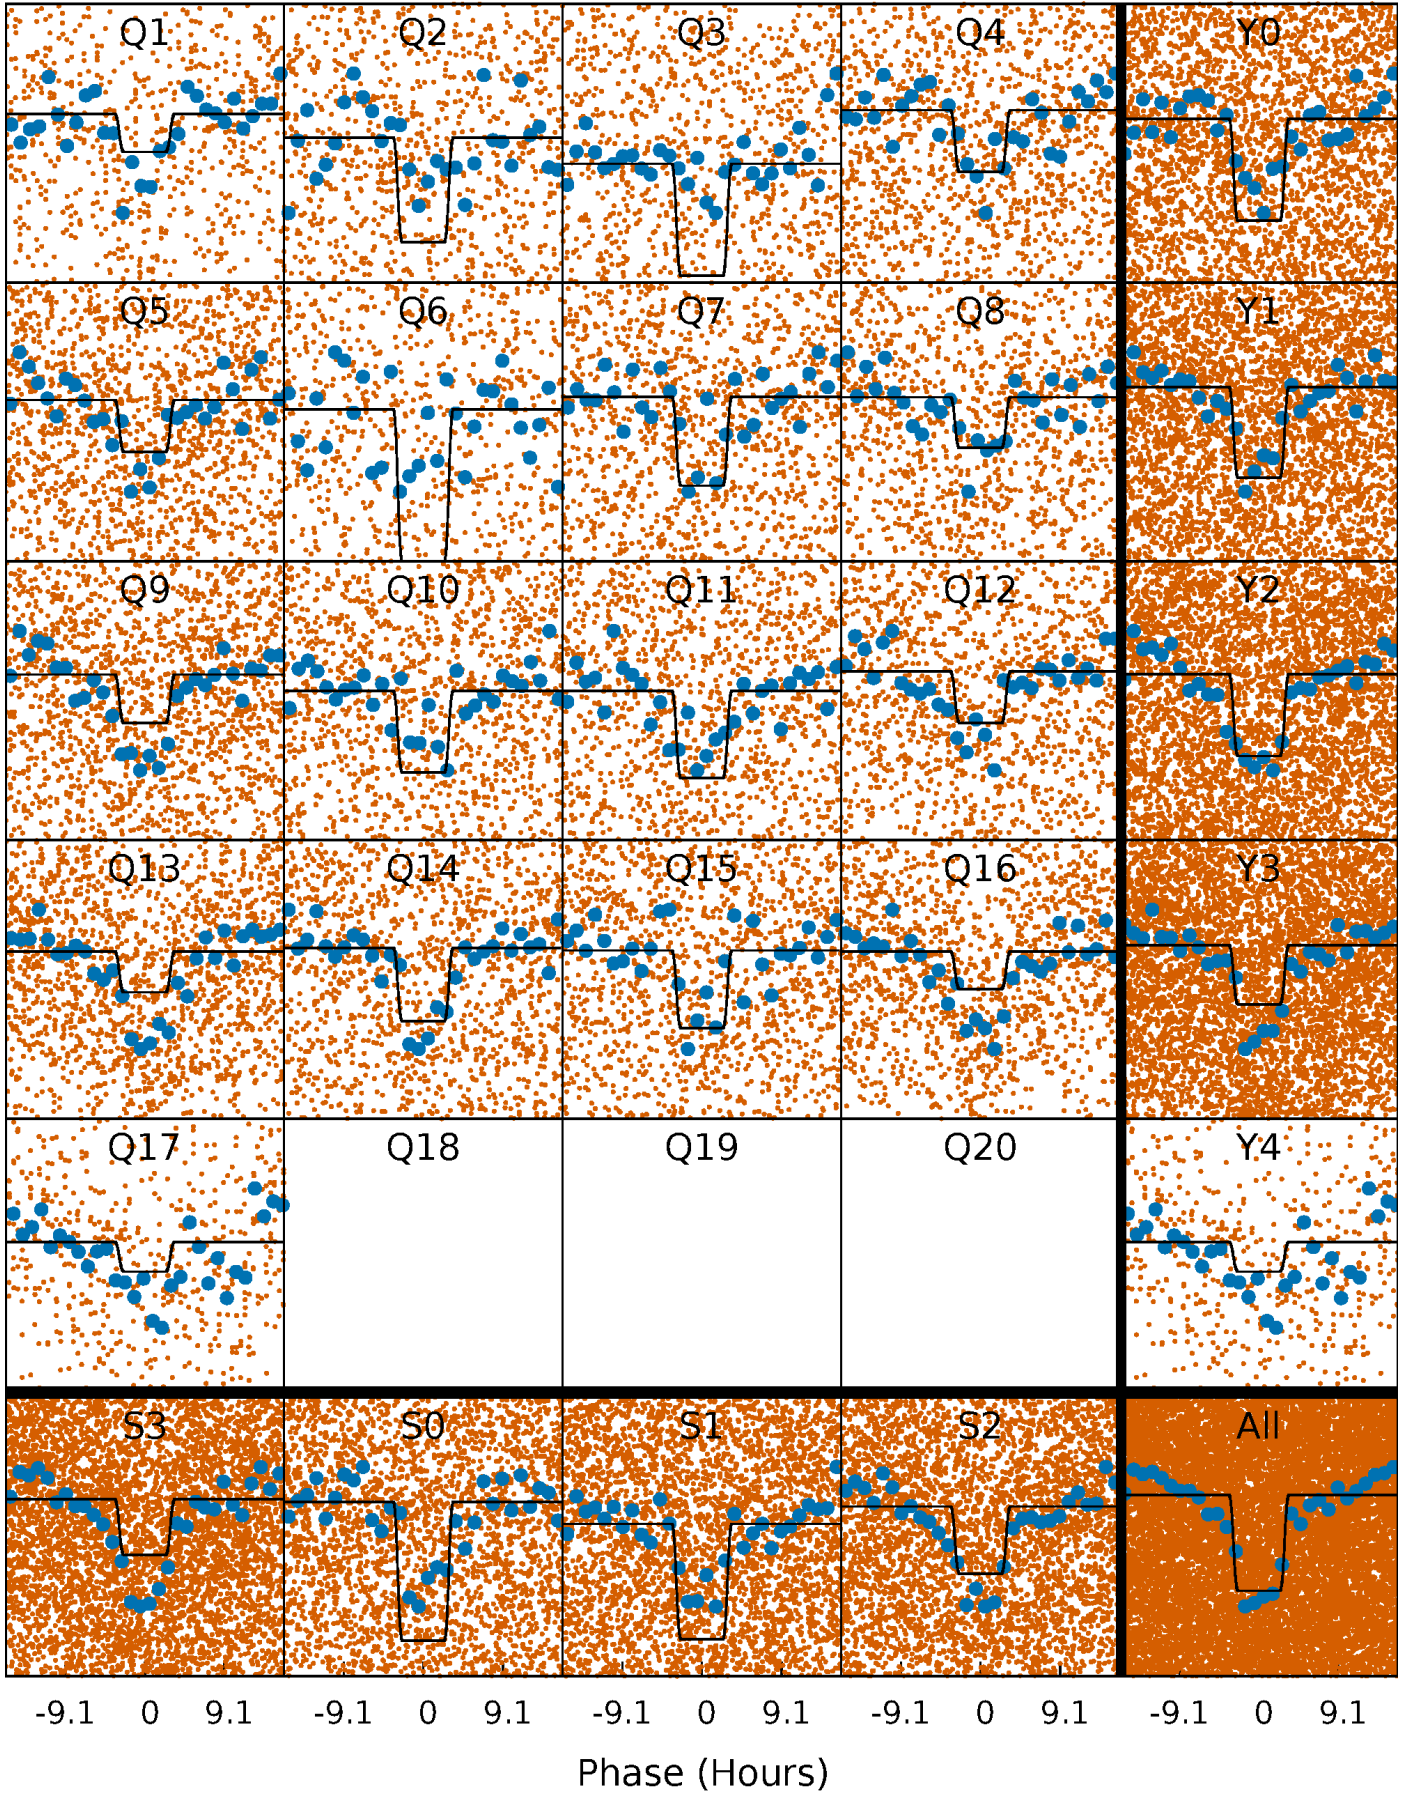 Q1 Q2 Q3 Q4 Y0
Q5 Q6 Q7 Q8 Y1
Q9 Q10 Q11 Q12 Y2
Q13 Q14 Q15 Q16 Y3
Q17 Q18 Q19 Q20 Y4
S3 S0 S1 S2 All
-9.1 0 9.1 -9.1 0 9.1 -9.1 0 9.1 -9.1 0 9.1 -9.1 0 9.1
Phase (Hours)